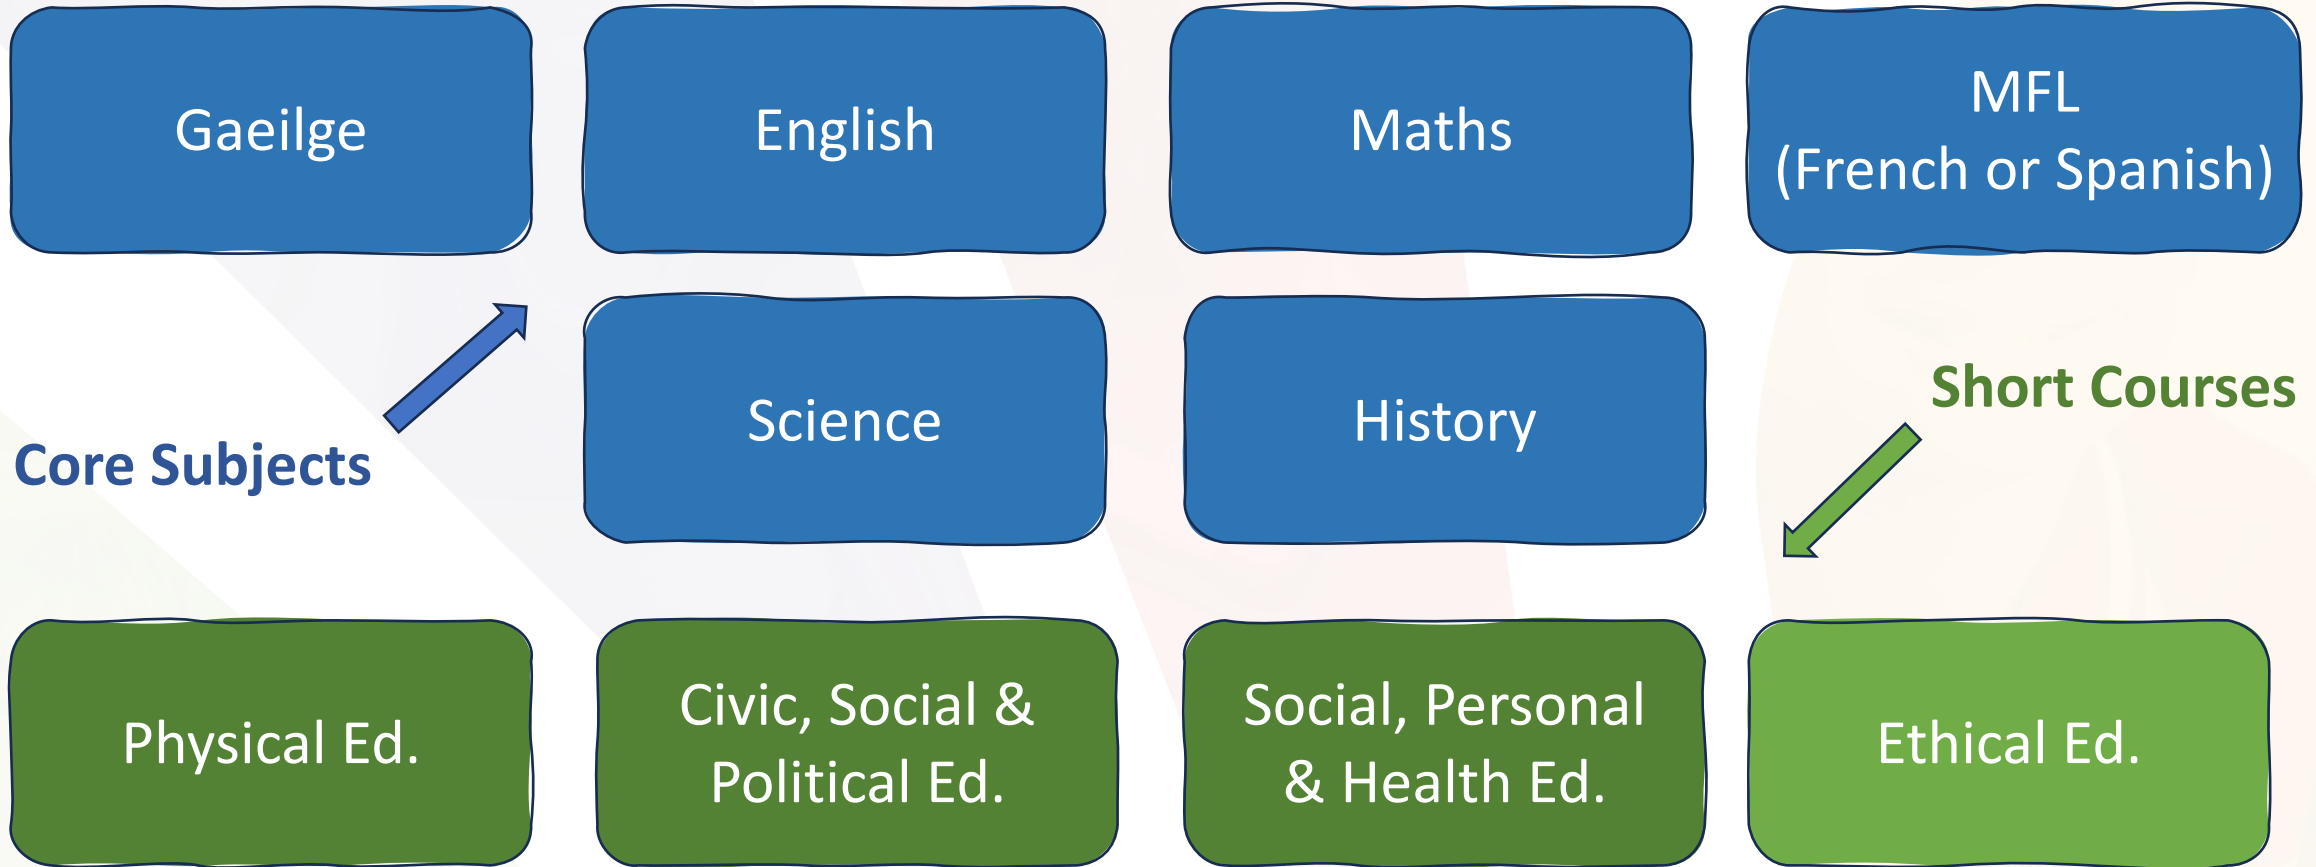 Gaeilge
English
Maths
MFL
(French or Spanish)
Science
History
Short Courses
Core Subjects
Physical Ed.
Civic, Social &
Political Ed.
Social, Personal
& Health Ed.
Ethical Ed.